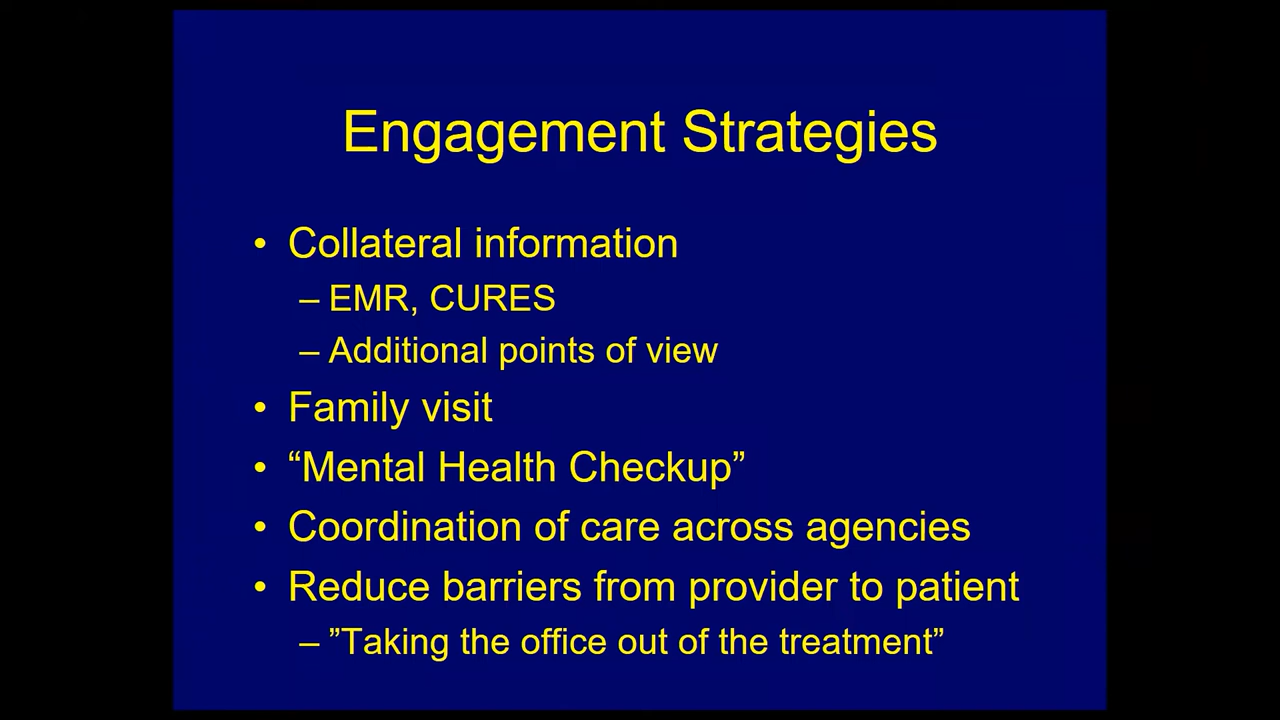 Engagement Strategies
• Collateral information
– EMR, CURES
– Additional points of view
• Family visit
• “Mental Health Checkup”
• Coordination of care across agencies
• Reduce barriers from provider to patient
– ”Taking the office out of the treatment”